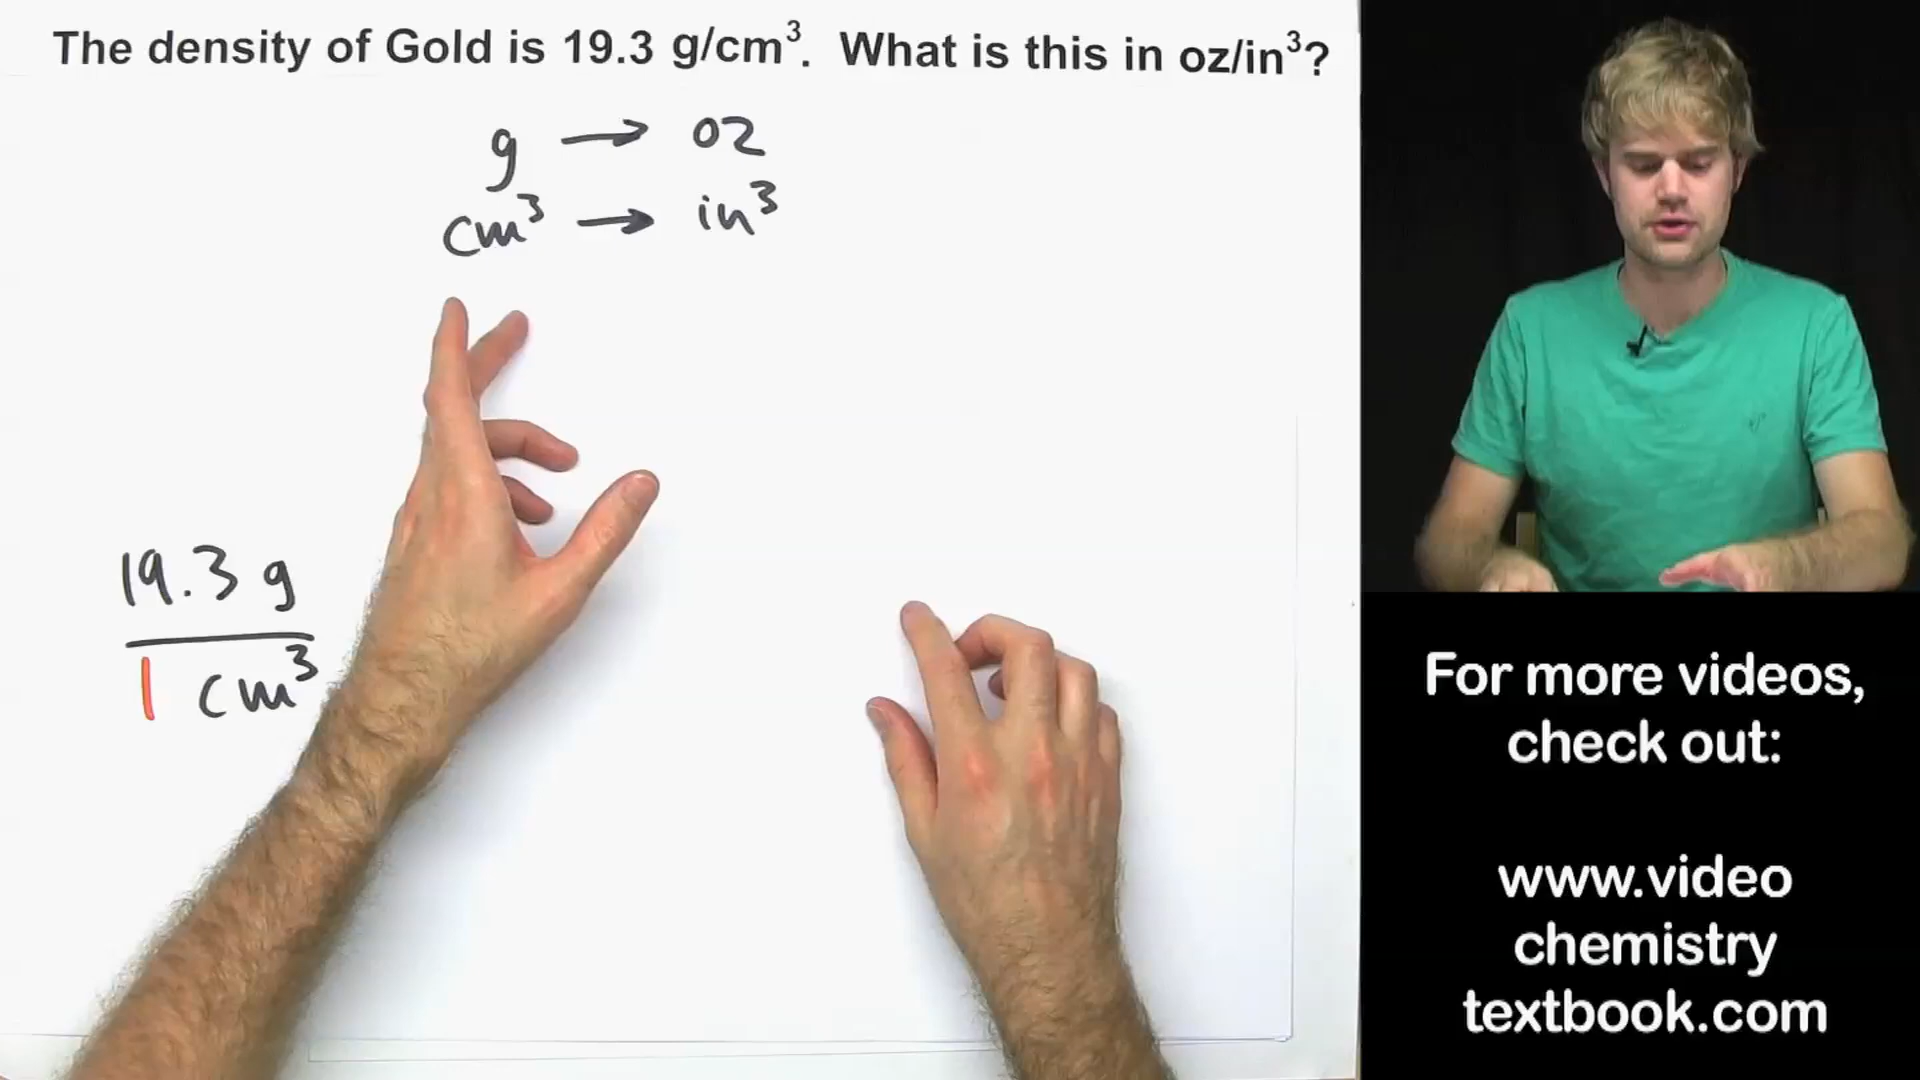 The density of Gold is 19.3 g/cm³. What is this in oz/in³?
g → oz
cm³ → in³
19.3 g
1 cm³
For more videos,
check out:
www.video
chemistry
textbook.com